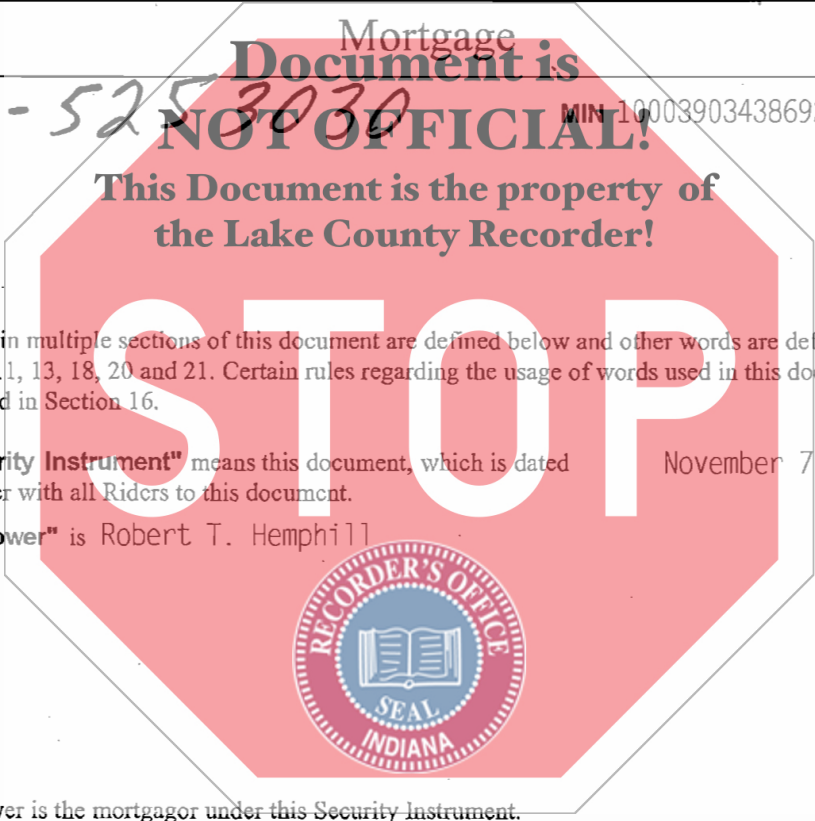 Mortgage
Document is
- 525 3030
MIN 1000390343869
NOT OFFICIAL!
This Document is the property of
the Lake County Recorder!
in multiple sections of this document are defined below and other words are def
1, 13, 18, 20 and 21. Certain rules regarding the usage of words used in this do
d in Section 16.
STOP
rity Instrument" means this document, which is dated November 7
r with all Riders to this document.
ower" is Robert T. Hemphill
RECORDER'S OFFICE
SEAL
INDIANA
er is the mortgagor under this Security Instrument.